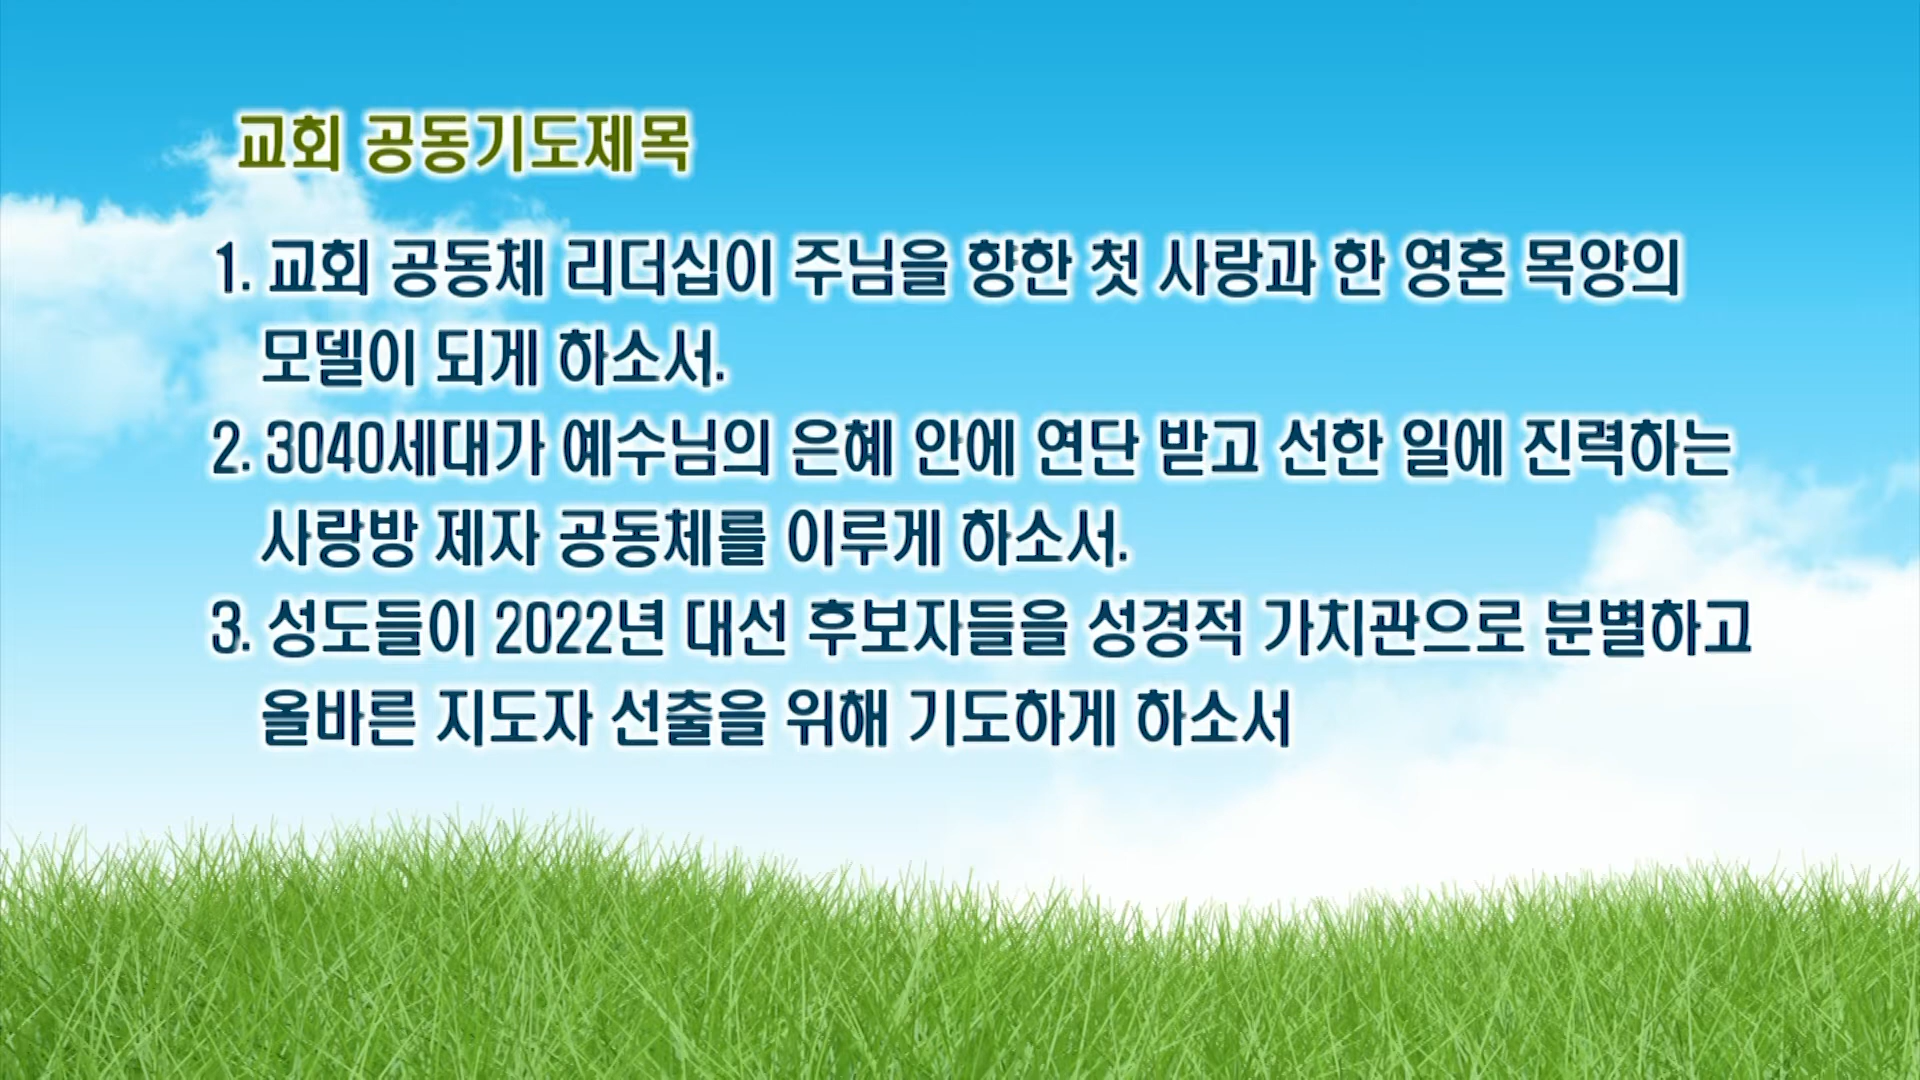 교회 공동기도제목
1. 교회 공동체 리더십이 주님을 향한 첫 사랑과 한 영혼 목양의
모델이 되게 하소서.
2. 3040세대가 예수님의 은혜 안에 연단 받고 선한 일에 진력하는
사랑방 제자 공동체를 이루게 하소서.
3. 성도들이 2022년 대선 후보자들을 성경적 가치관으로 분별하고
올바른 지도자 선출을 위해 기도하게 하소서